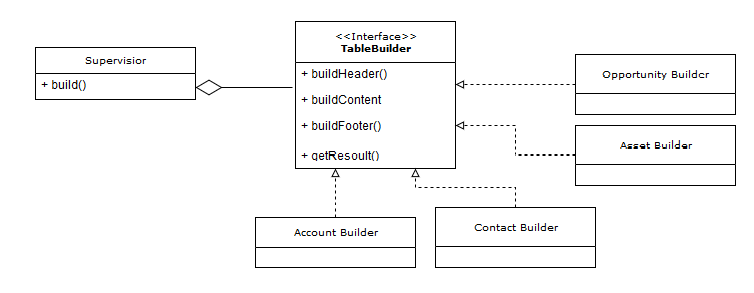 Supervisior
+ build()
<<Interface>>
TableBuilder
+ buildHeader()
+ buildContent
+ buildFooter()
+ getResoult()
Opportunity Builder
Asset Builder
Account Builder
Contact Builder